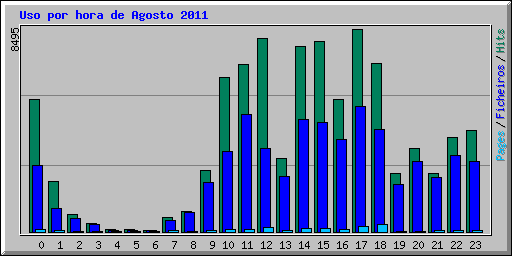 Uso por hora de Agosto 2011
8495
Pages / Ficheiros / Hits
0 1 2 3 4 5 6 7 8 9 10 11 12 13 14 15 16 17 18 19 20 21 22 23